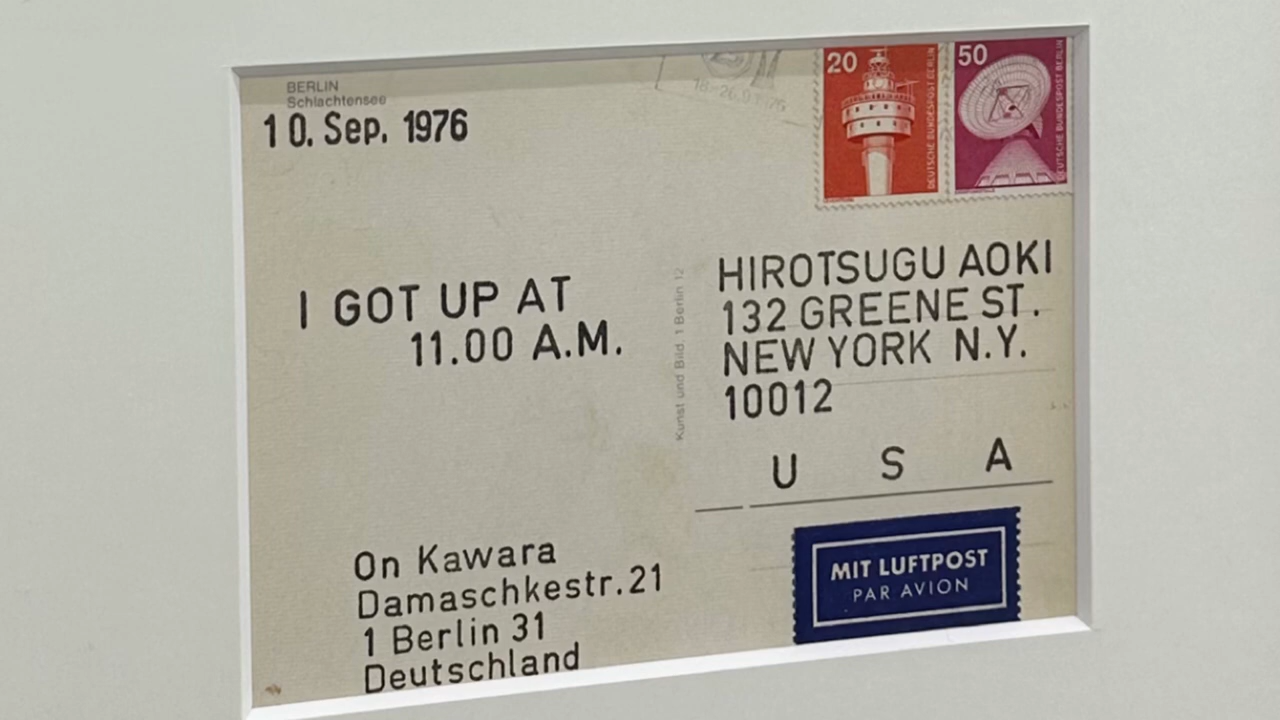 BERLIN
Schlachtensee
10. Sep. 1976
I GOT UP AT
11.00 A.M.
On Kawara
Damaschkestr.21
1 Berlin 31
Deutschland
Kunst und Bild, 1 Berlin 12
20
DEUTSCHE BUNDESPOST BERLIN
50
DEUTSCHE BUNDESPOST BERLIN
HIROTSUGU AOKI
132 GREENE ST.
NEW YORK N.Y.
10012
U S A
MIT LUFTPOST
PAR AVION